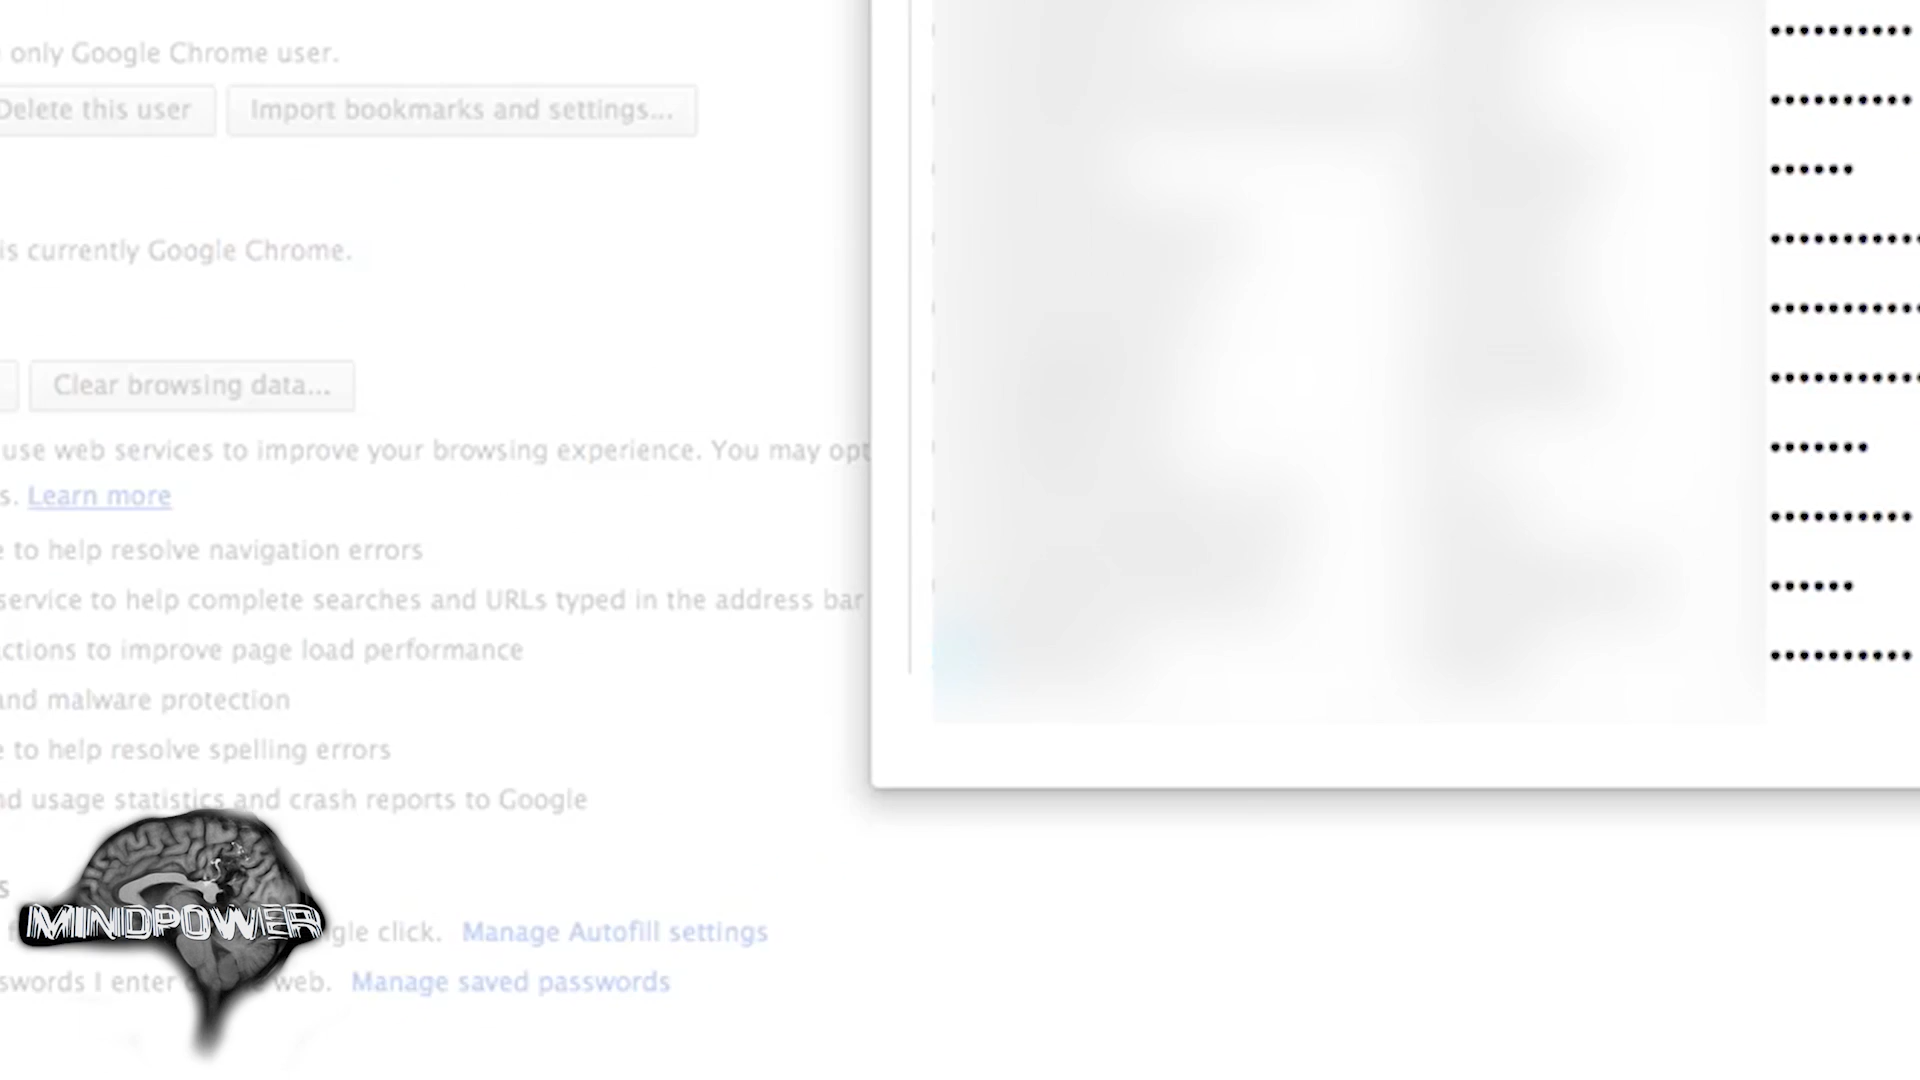 only Google Chrome user.
Delete this user
Import bookmarks and settings...
is currently Google Chrome.
Clear browsing data...
use web services to improve your browsing experience. You may opt
s. Learn more
e to help resolve navigation errors
service to help complete searches and URLs typed in the address bar
ctions to improve page load performance
and malware protection
e to help resolve spelling errors
nd usage statistics and crash reports to Google
s
MINDPOWER
gle click. Manage Autofill settings
swords I enter web. Manage saved passwords